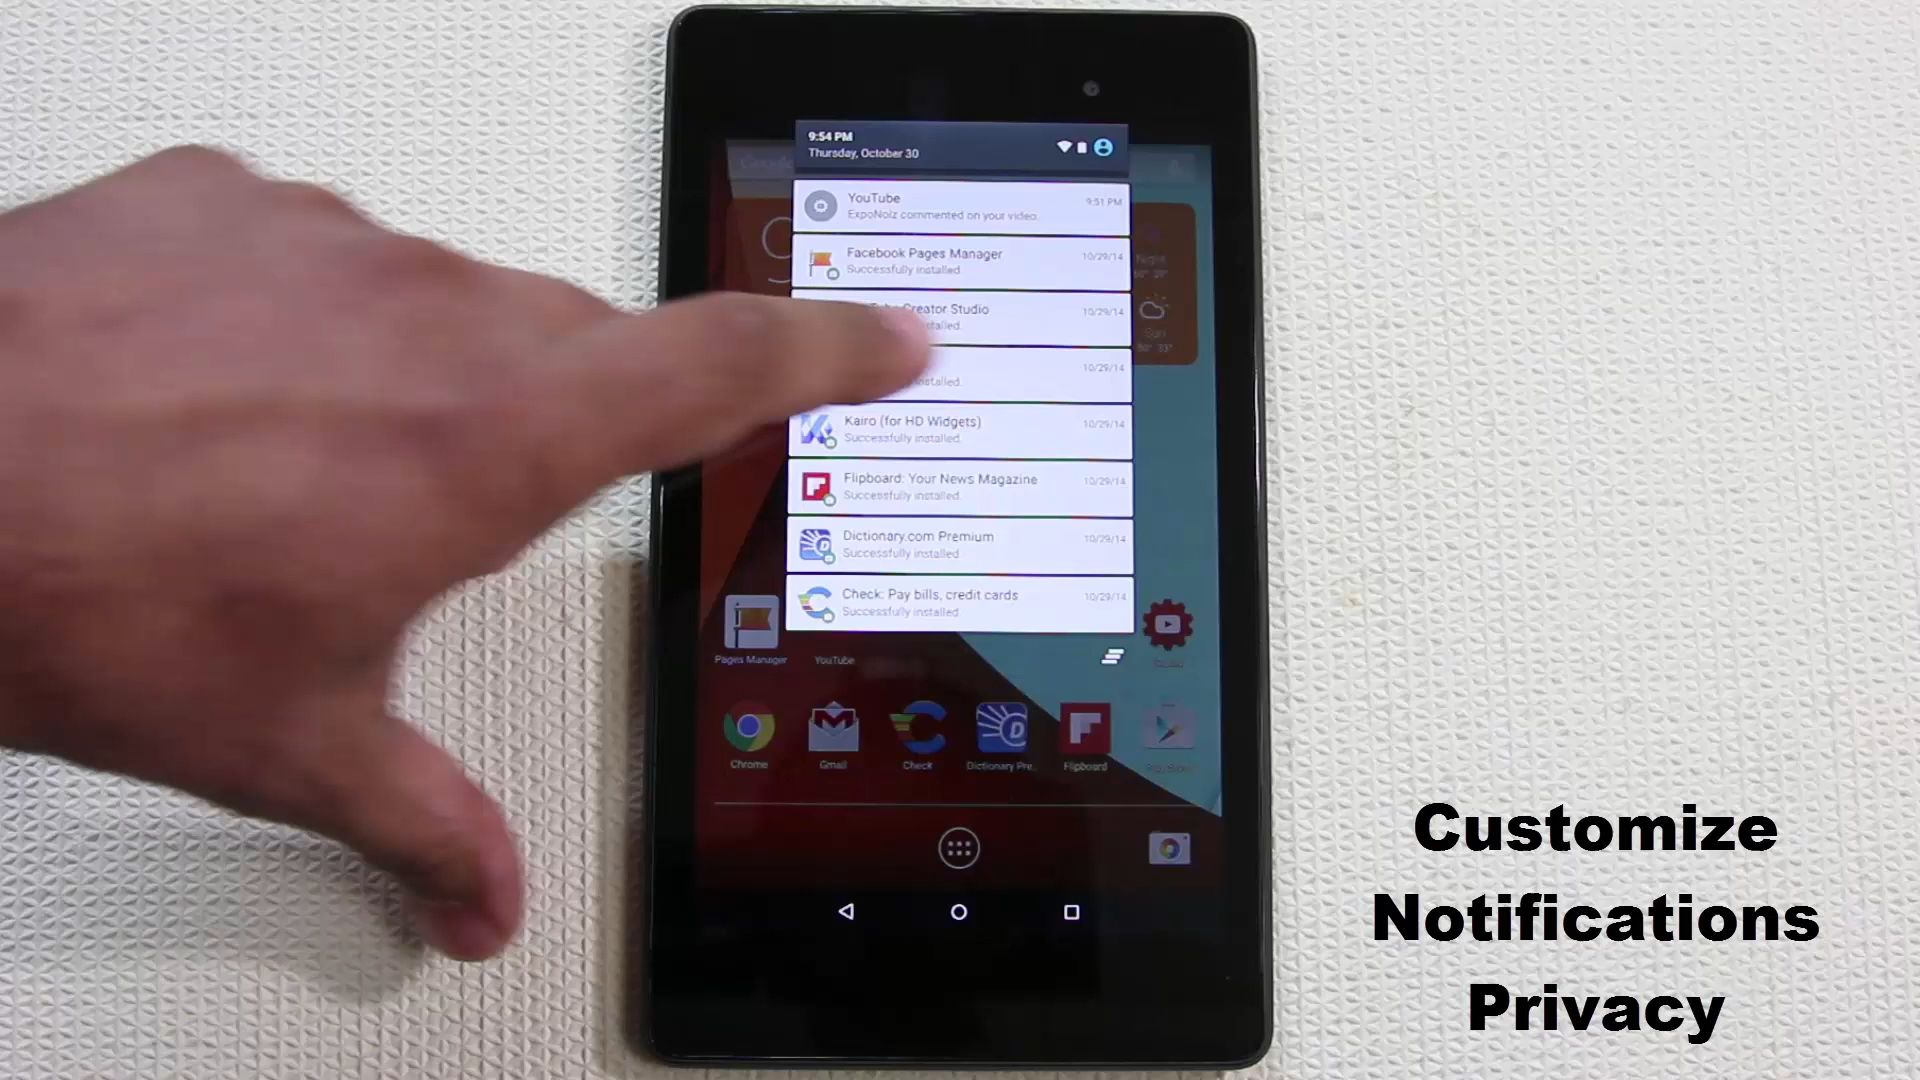 9:54 PM
Thursday, October 30
YouTube 9:51 PM
ExpoNoiz commented on your video.
Facebook Pages Manager 10/29/14
Successfully installed.
Creator Studio 10/29/14
10/29/14
Kairo (for HD Widgets) 10/29/14
Successfully installed.
Flipboard: Your News Magazine 10/29/14
Successfully installed.
Dictionary.com Premium 10/29/14
Successfully installed.
Check: Pay bills, credit cards 10/29/14
Successfully installed.
Night
Sun
Pages Manager YouTube
Chrome Gmail Check Dictionary Pre.. Flipboard
Customize
Notifications
Privacy